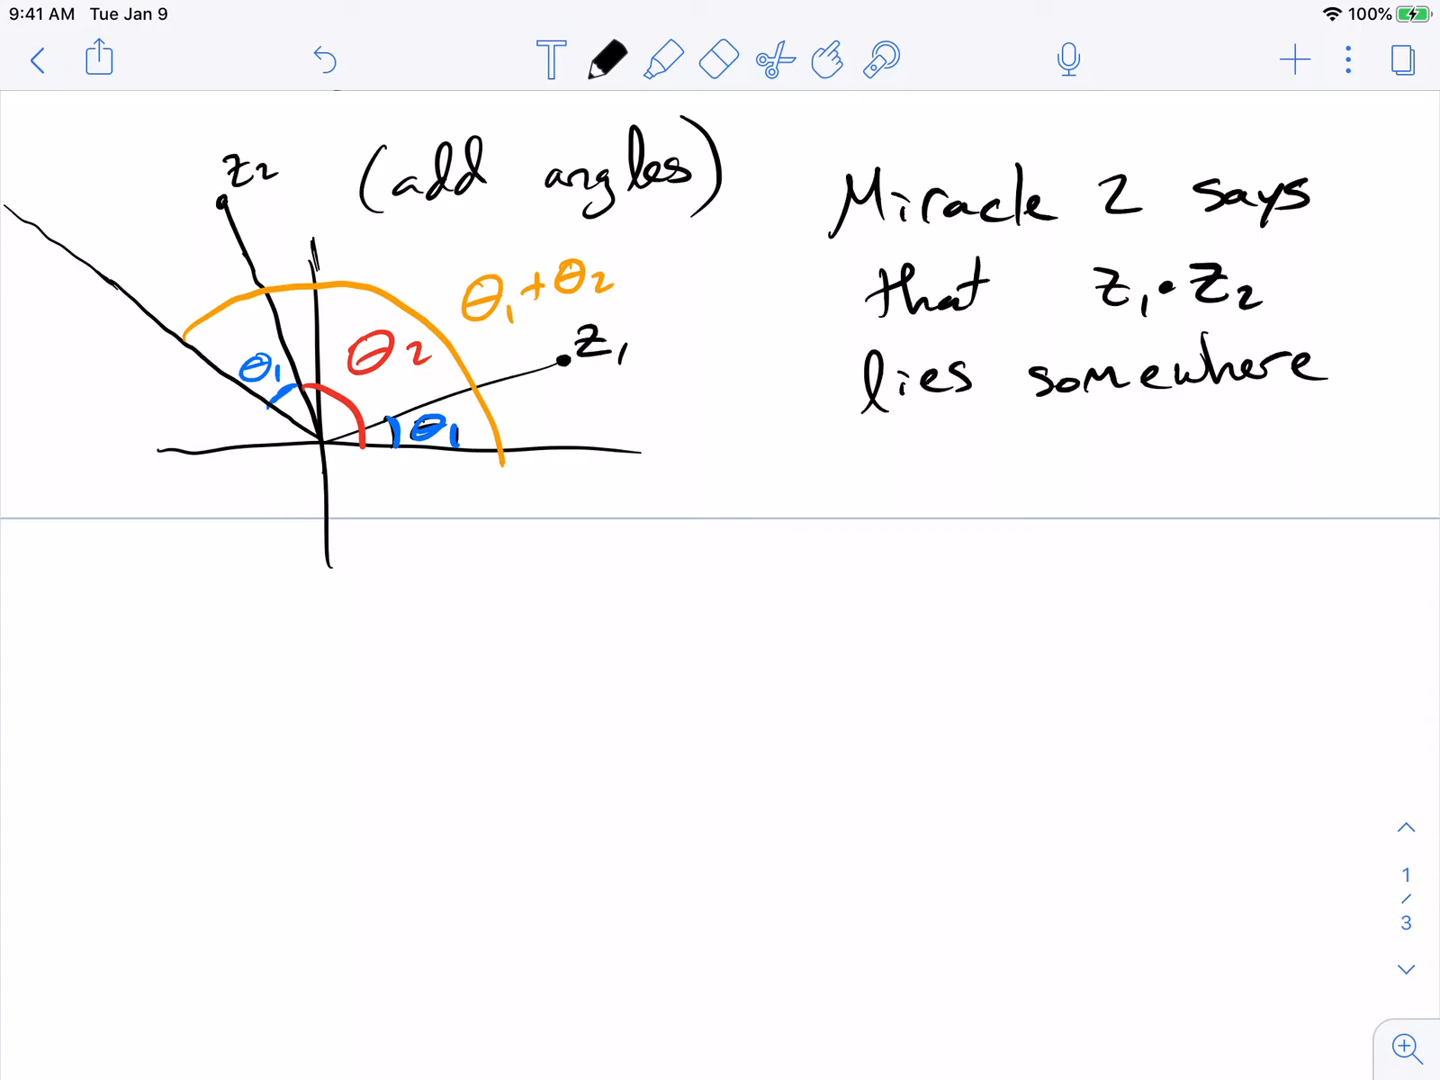 9:41 AM Tue Jan 9
100%
T
z₂ (add angles)
Miracle 2 says
θ₁+θ₂
that z₁·z₂
θ₁ θ₂ z₁
lies somewhere
θ₁
1
/
3